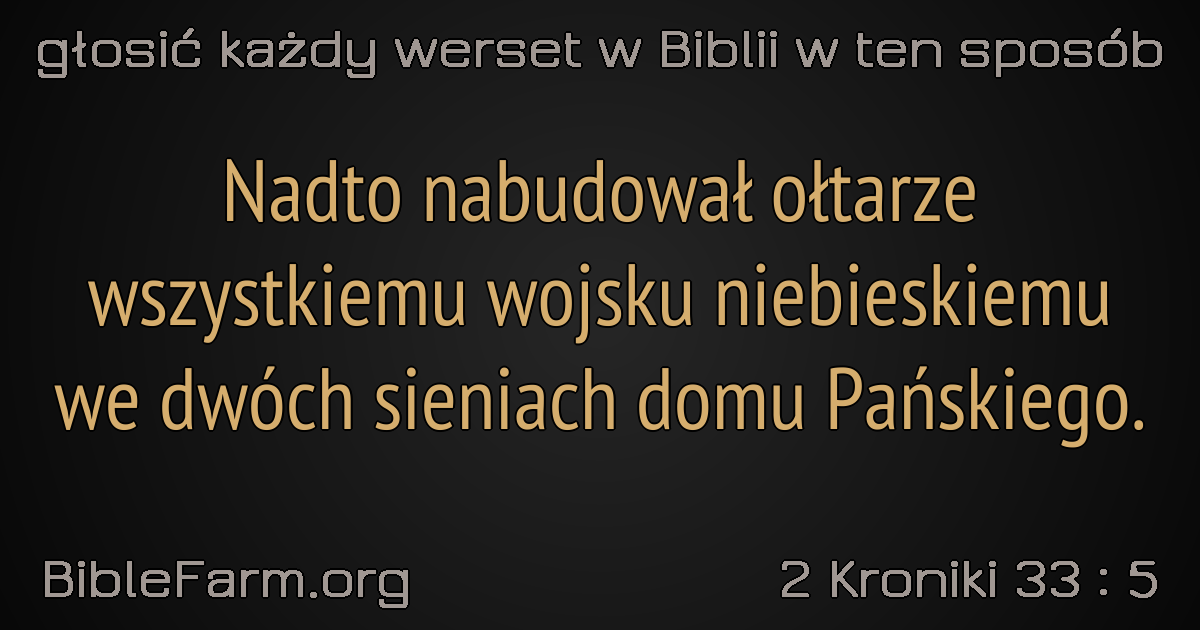 głosić każdy werset w Biblii w ten sposób
Nadto nabudował ołtarze
wszystkiemu wojsku niebieskiemu
we dwóch sieniach domu Pańskiego.
BibleFarm.org
2 Kroniki 33 : 5